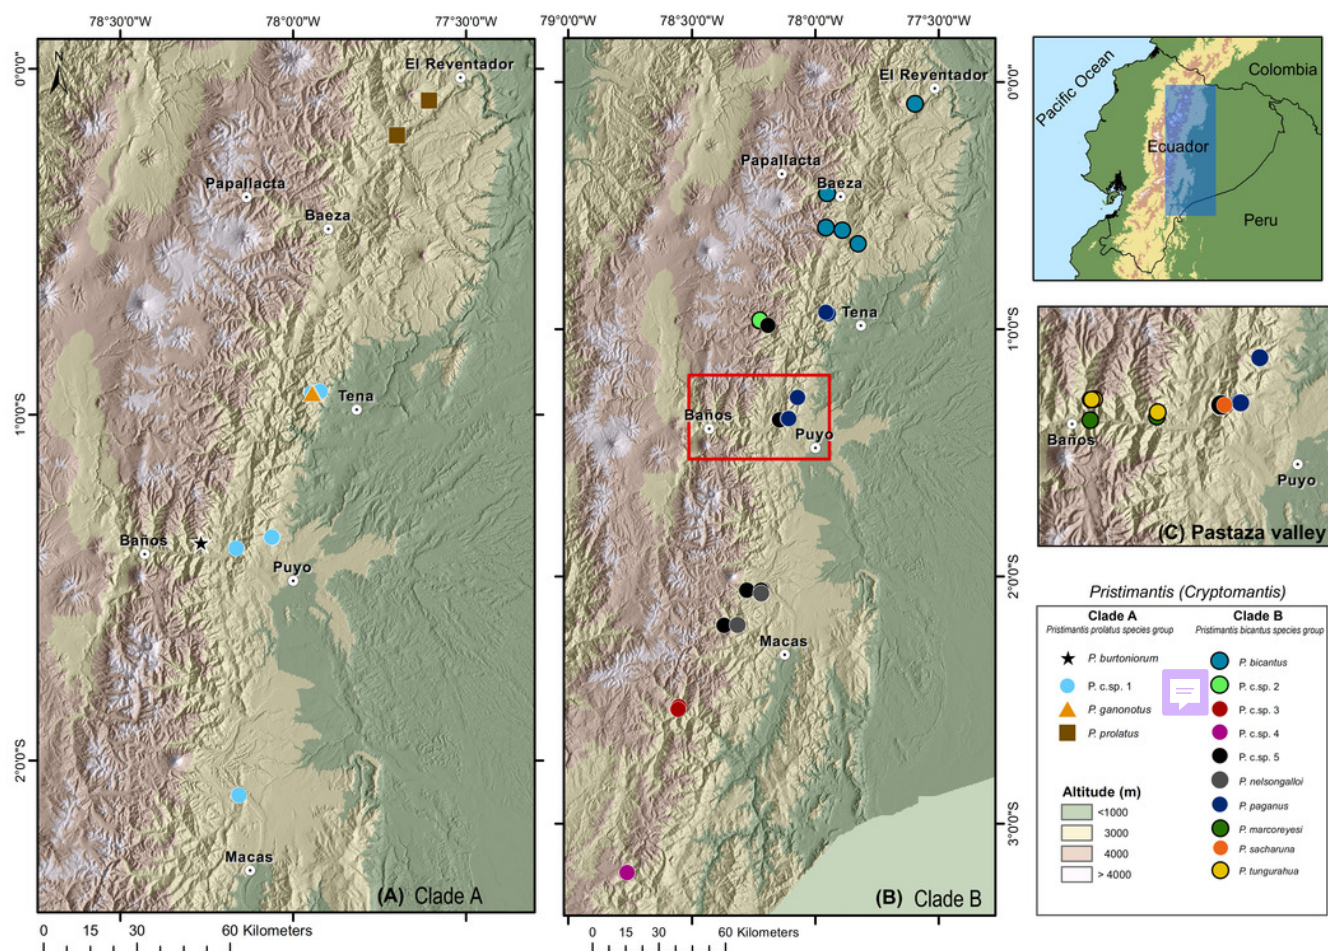 78°30'0"W
78°0'0"W
77°30'0"W
79°0'0"W
78°30'0"W
78°0'0"W
77°30'0"W
0°0'0"
1°0'0"S
2°0'0"S
N
El Reventador
Papallacta
Baeza
Tena
Baños
Puyo
Macas
(A) Clade A
0 15 30 60 Kilometers
0°0'0"
1°0'0"S
2°0'0"S
3°0'0"S
El Reventador
Papallacta
Baeza
Tena
Baños
Puyo
Macas
(B) Clade B
0 15 30 60 Kilometers
Pacific Ocean
Colombia
Ecuador
Peru
Baños
Puyo
(C) Pastaza valley
Pristimantis (Cryptomantis)
Clade A
Pristimantis prolatus species group
P. burtoniorum
P. c.sp. 1
P. ganonotus
P. prolatus
Altitude (m)
<1000
3000
4000
> 4000
Clade B
Pristimantis bicantus species group
P. bicantus
P. c.sp. 2
P. c.sp. 3
P. c.sp. 4
P. c.sp. 5
P. nelsongalloi
P. paganus
P. marcoreyesi
P. sacharuna
P. tungurahua